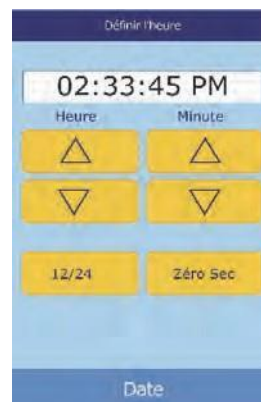 Définir l'heure
02:33:45 PM
Heure Minute
12/24 Zéro Sec
Date